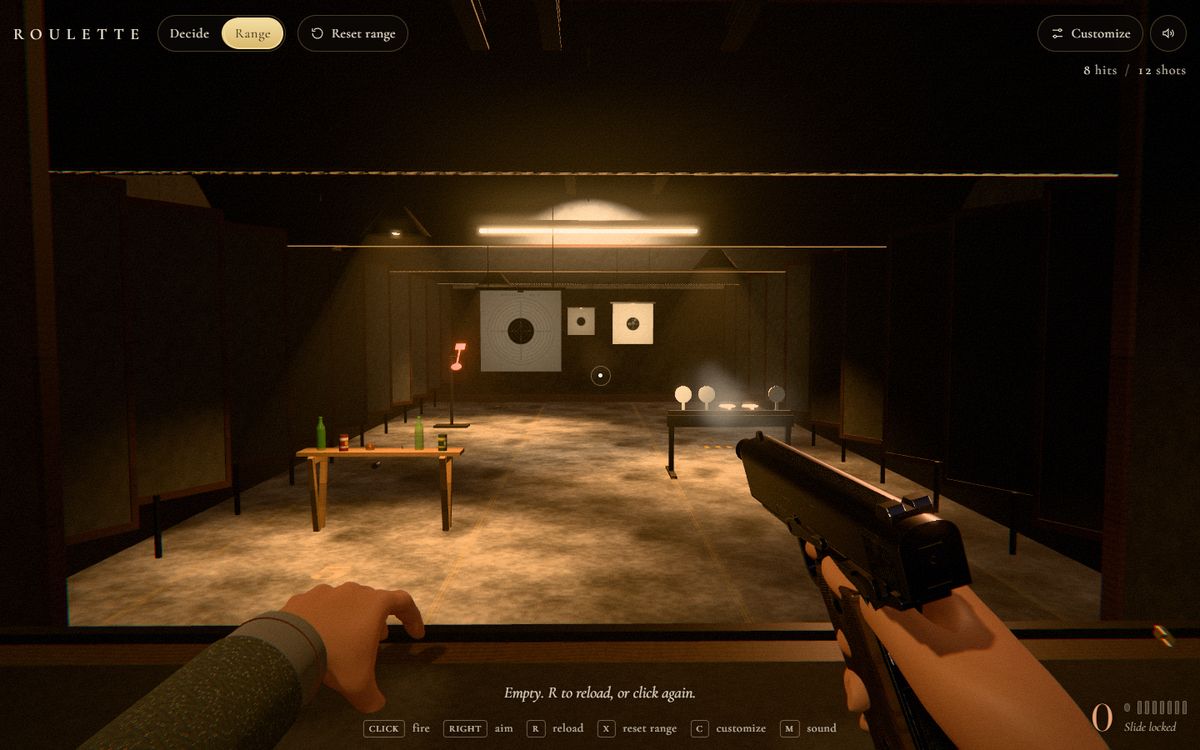 ROULETTE Decide Range Reset range Customize
8 hits / 12 shots
Empty. R to reload, or click again.
CLICK fire RIGHT aim R reload X reset range C customize M sound
0
Slide locked